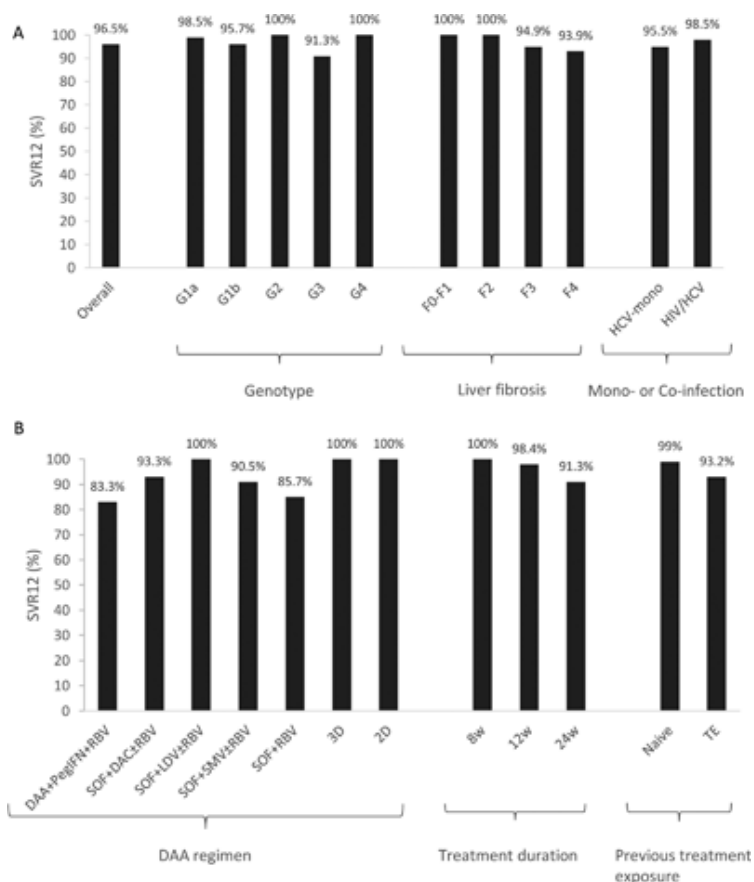 A
96.5%
98.5%
95.7%
100%
91.3%
100%
100%
100%
94.9%
93.9%
95.5%
98.5%
SVR12 (%)
100
90
80
70
60
50
40
30
20
10
0
Overall
G1a
G1b
G2
G3
G4
F0-F1
F2
F3
F4
HCV-mono
HIV/HCV
Genotype
Liver fibrosis
Mono- or Co-infection
B
83.3%
93.3%
100%
90.5%
85.7%
100%
100%
100%
98.4%
91.3%
99%
93.2%
SVR12 (%)
100
90
80
70
60
50
40
30
20
10
0
DAA+PegIFN+RBV
SOF+DAC±RBV
SOF+LDV±RBV
SOF+SMV±RBV
SOF+RBV
3D
2D
8w
12w
24w
Naive
TE
DAA regimen
Treatment duration
Previous treatment
exposure